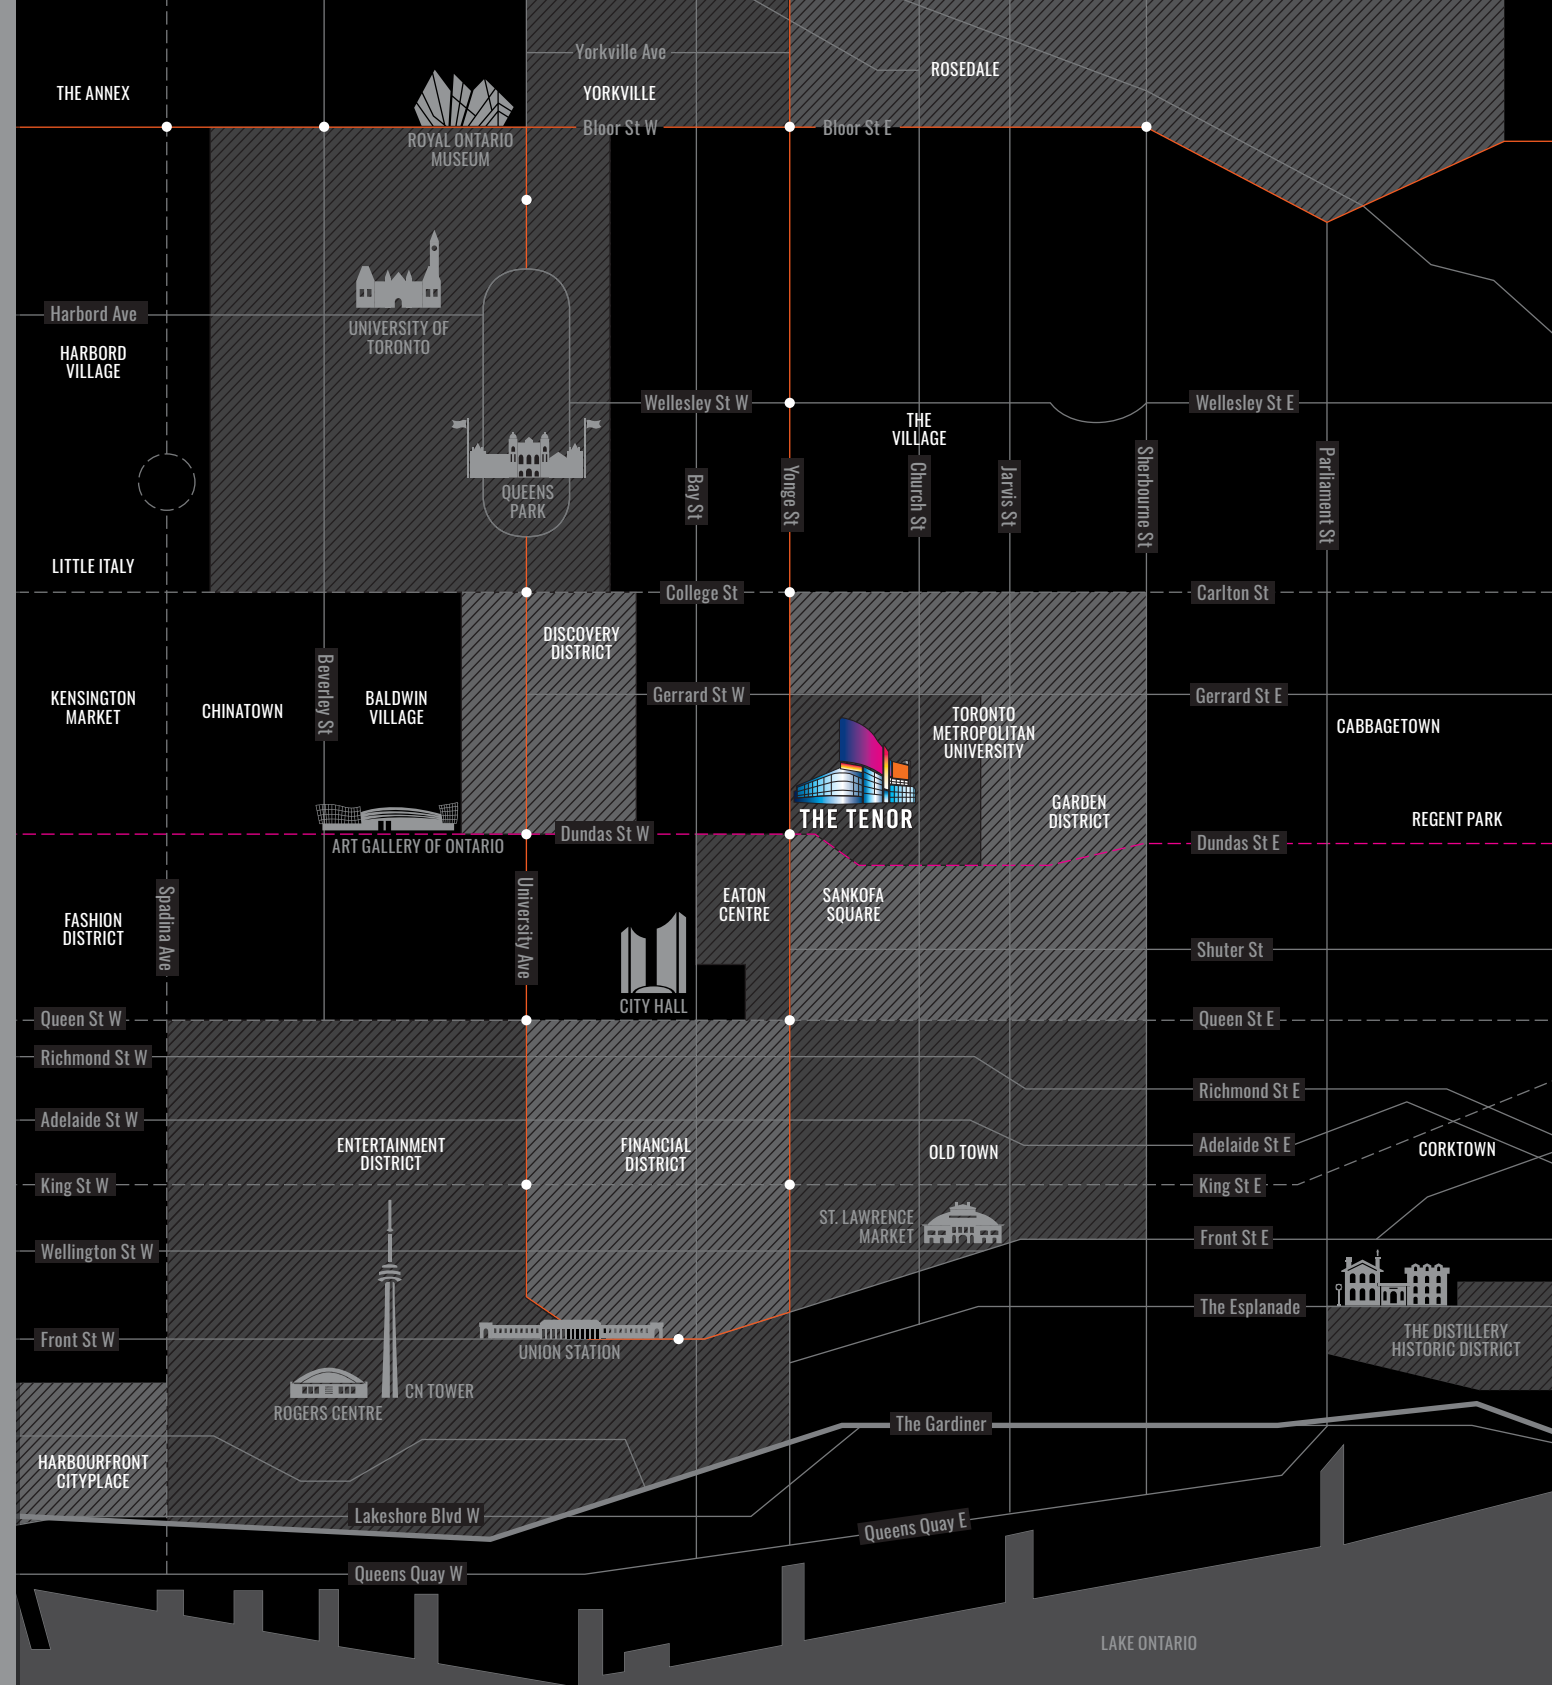 Yorkville Ave
ROSEDALE
THE ANNEX
YORKVILLE
Bloor St W
Bloor St E
ROYAL ONTARIO
MUSEUM
Harbord Ave
UNIVERSITY OF
TORONTO
HARBORD
VILLAGE
Wellesley St W
Wellesley St E
THE
VILLAGE
Bay St
Yonge St
Church St
Jarvis St
Sherbourne St
Parliament St
QUEENS
PARK
LITTLE ITALY
College St
Carlton St
DISCOVERY
DISTRICT
Beverley St
Gerrard St W
Gerrard St E
KENSINGTON
MARKET
CHINATOWN
BALDWIN
VILLAGE
TORONTO
METROPOLITAN
UNIVERSITY
CABBAGETOWN
THE TENOR
GARDEN
DISTRICT
REGENT PARK
Dundas St W
Dundas St E
ART GALLERY OF ONTARIO
Spadina Ave
University Ave
EATON
CENTRE
SANKOFA
SQUARE
FASHION
DISTRICT
Shuter St
CITY HALL
Queen St W
Queen St E
Richmond St W
Richmond St E
Adelaide St W
Adelaide St E
ENTERTAINMENT
DISTRICT
FINANCIAL
DISTRICT
OLD TOWN
CORKTOWN
King St W
King St E
ST. LAWRENCE
MARKET
Wellington St W
Front St E
The Esplanade
Front St W
UNION STATION
THE DISTILLERY
HISTORIC DISTRICT
CN TOWER
ROGERS CENTRE
The Gardiner
HARBOURFRONT
CITYPLACE
Lakeshore Blvd W
Queens Quay E
Queens Quay W
LAKE ONTARIO